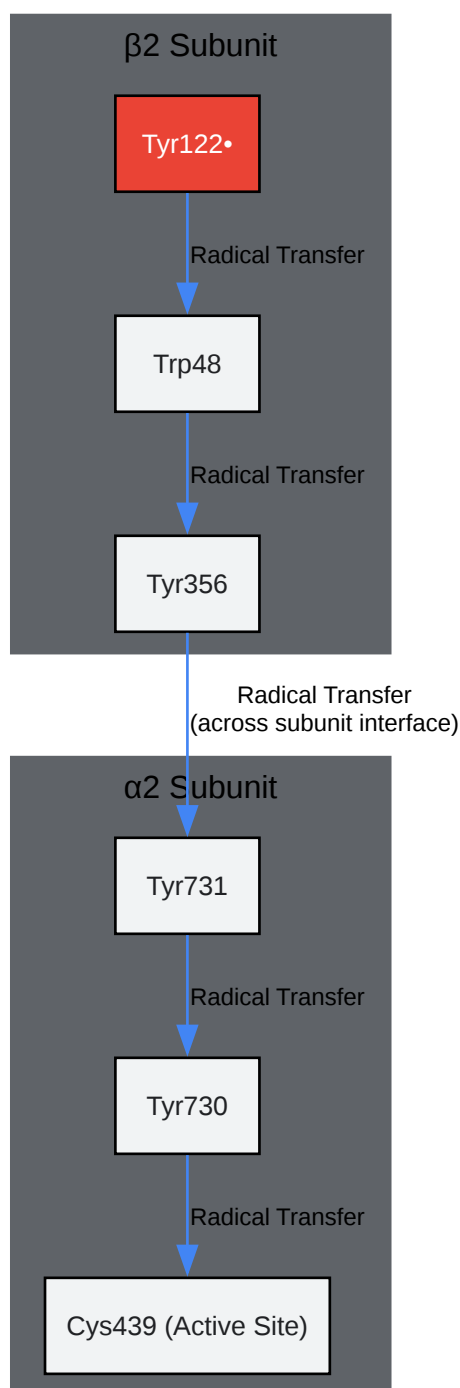 β2 Subunit
Tyr122•
Radical Transfer
Trp48
Radical Transfer
Tyr356
Radical Transfer
(across subunit interface)
α2 Subunit
Tyr731
Radical Transfer
Tyr730
Radical Transfer
Cys439 (Active Site)